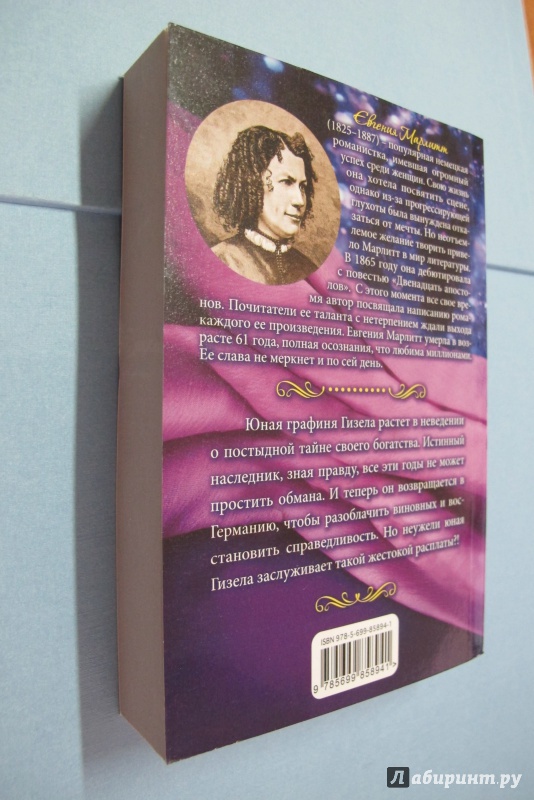 Евгения Марлитт
(1825–1887) – популярная немецкая
романистка, имевшая огромный
успех среди женщин. Свою жизнь
она хотела посвятить сцене,
однако из-за прогрессирующей
глухоты была вынуждена отка-
заться от мечты. Но неотъем-
лемое желание творить приве-
ло Марлитт в мир литературы.
В 1865 году она дебютировала
с повестью «Двенадцать апосто-
лов». С этого момента все свое вре-
мя автор посвящала написанию рома-
нов. Почитатели ее таланта с нетерпением ждали выхода
каждого ее произведения. Евгения Марлитт умерла в воз-
расте 61 года, полная осознания, что любима миллионами.
Ее слава не меркнет и по сей день.
Юная графиня Гизела растет в неведении
о постыдной тайне своего богатства. Истинный
наследник, зная правду, все эти годы не может
простить обмана. И теперь он возвращается в
Германию, чтобы разоблачить виновных и вос-
становить справедливость. Но неужели юная
Гизела заслуживает такой жестокой расплаты?!
ISBN 978-5-699-85894-1
9 785699 858941 >
Лабиринт.ру